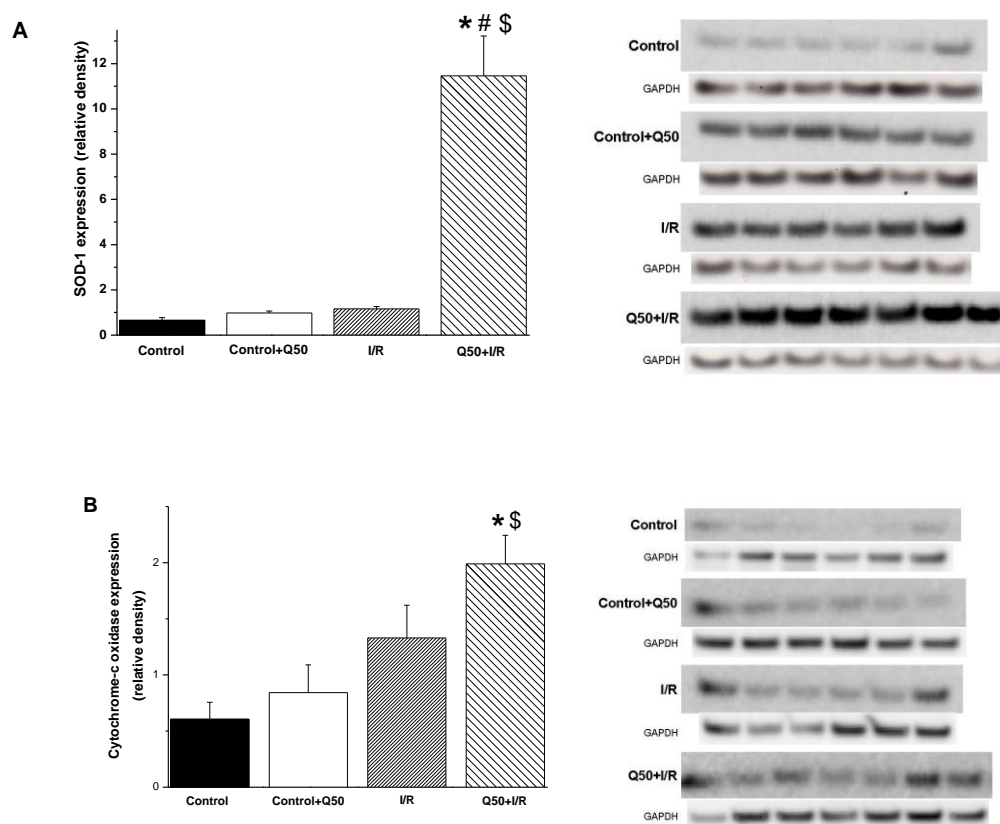 A
SOD-1 expression (relative density)
12
10
8
6
4
2
0
* # $
Control
Control+Q50
I/R
Q50+I/R
Control
GAPDH
Control+Q50
GAPDH
I/R
GAPDH
Q50+I/R
GAPDH
B
Cytochrome-c oxidase expression
(relative density)
2
1
0
* $
Control
Control+Q50
I/R
Q50+I/R
Control
GAPDH
Control+Q50
GAPDH
I/R
GAPDH
Q50+I/R
GAPDH